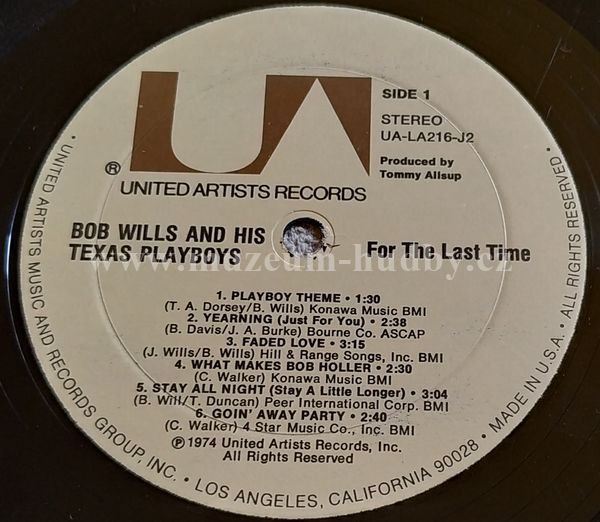 UA
®
UNITED ARTISTS RECORDS
SIDE 1
STEREO
UA-LA216-J2
Produced by
Tommy Allsup
BOB WILLS AND HIS
TEXAS PLAYBOYS
For The Last Time
www.muzeum-hudby.cz
1. PLAYBOY THEME • 1:30
(T. A. Dorsey/B. Wills) Konawa Music BMI
2. YEARNING (Just For You) • 2:38
(B. Davis/J. A. Burke) Bourne Co. ASCAP
3. FADED LOVE • 3:15
(J. Wills/B. Wills) Hill & Range Songs, Inc. BMI
4. WHAT MAKES BOB HOLLER • 2:30
(C. Walker) Konawa Music BMI
5. STAY ALL NIGHT (Stay A Little Longer) • 3:04
(B. Will/T. Duncan) Peer International Corp. BMI
6. GOIN' AWAY PARTY • 2:40
(C. Walker) 4 Star Music Co., Inc. BMI
℗1974 United Artists Records, Inc.
All Rights Reserved
• UNITED ARTISTS MUSIC AND RECORDS GROUP, INC. • LOS ANGELES, CALIFORNIA 90028 • MADE IN U.S.A. • ALL RIGHTS RESERVED